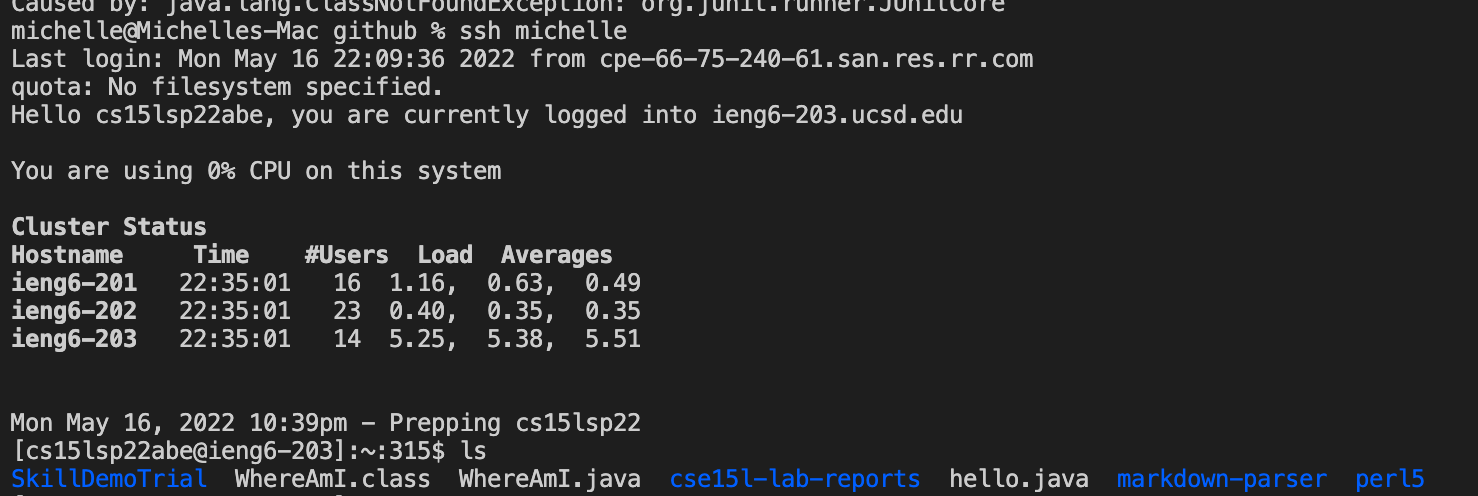 Caused by: java.lang.ClassNotFoundException: org.junit.runner.JUnitCore
michelle@Michelles-Mac github % ssh michelle
Last login: Mon May 16 22:09:36 2022 from cpe-66-75-240-61.san.res.rr.com
quota: No filesystem specified.
Hello cs15lsp22abe, you are currently logged into ieng6-203.ucsd.edu
You are using 0% CPU on this system
Cluster Status
Hostname Time #Users Load Averages
ieng6-201 22:35:01 16 1.16, 0.63, 0.49
ieng6-202 22:35:01 23 0.40, 0.35, 0.35
ieng6-203 22:35:01 14 5.25, 5.38, 5.51
Mon May 16, 2022 10:39pm - Prepping cs15lsp22
[cs15lsp22abe@ieng6-203]:~:315$ ls
SkillDemoTrial WhereAmI.class WhereAmI.java cse15l-lab-reports hello.java markdown-parser perl5